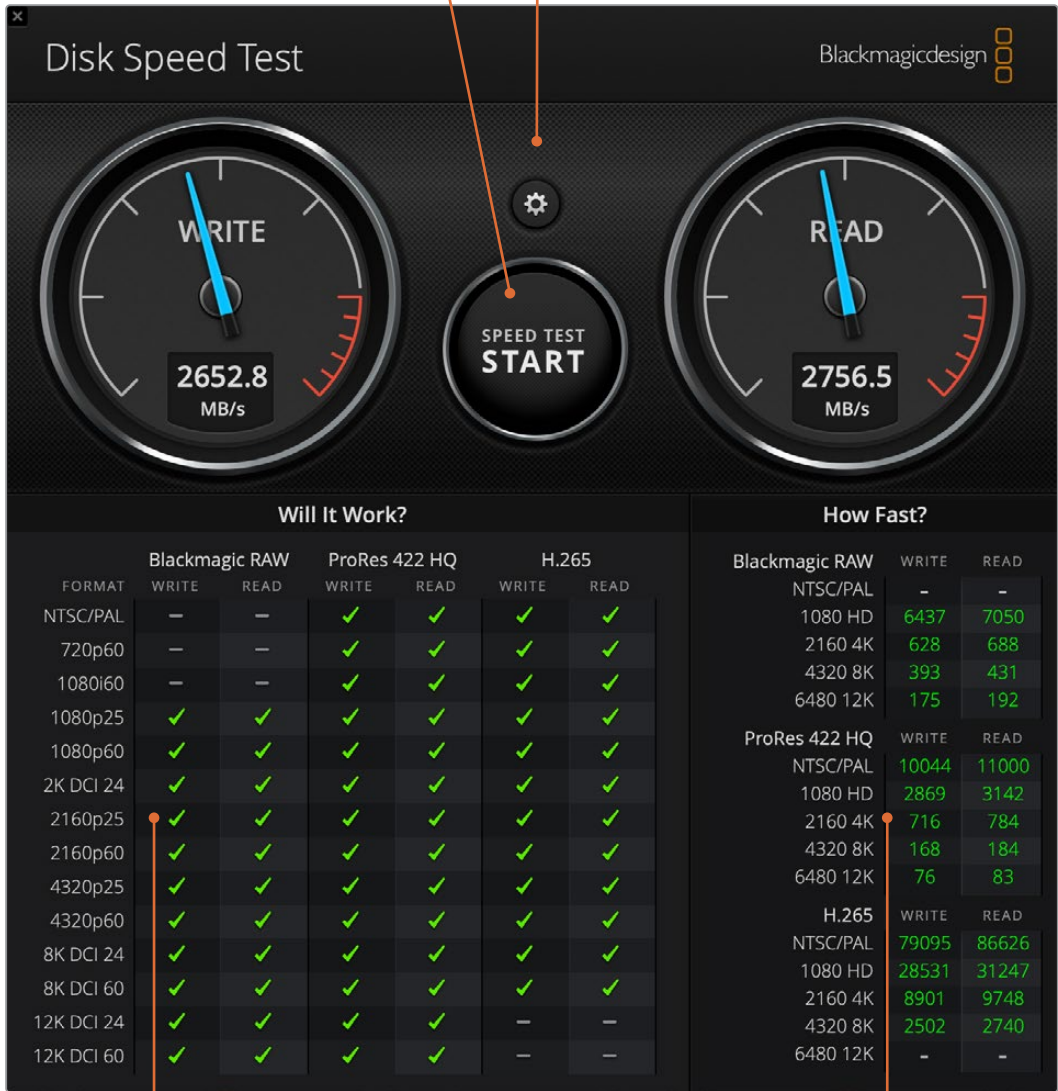 Disk Speed Test
Blackmagicdesign
WRITE
2652.8
MB/s
SPEED TEST
START
READ
2756.5
MB/s
Will It Work?
Blackmagic RAW ProRes 422 HQ H.265
FORMAT WRITE READ WRITE READ WRITE READ
NTSC/PAL – – ✓ ✓ ✓ ✓
720p60 – – ✓ ✓ ✓ ✓
1080i60 – – ✓ ✓ ✓ ✓
1080p25 ✓ ✓ ✓ ✓ ✓ ✓
1080p60 ✓ ✓ ✓ ✓ ✓ ✓
2K DCI 24 ✓ ✓ ✓ ✓ ✓ ✓
2160p25 ✓ ✓ ✓ ✓ ✓ ✓
2160p60 ✓ ✓ ✓ ✓ ✓ ✓
4320p25 ✓ ✓ ✓ ✓ ✓ ✓
4320p60 ✓ ✓ ✓ ✓ ✓ ✓
8K DCI 24 ✓ ✓ ✓ ✓ ✓ ✓
8K DCI 60 ✓ ✓ ✓ ✓ ✓ ✓
12K DCI 24 ✓ ✓ ✓ ✓ – –
12K DCI 60 ✓ ✓ ✓ ✓ – –
How Fast?
Blackmagic RAW WRITE READ
NTSC/PAL - -
1080 HD 6437 7050
2160 4K 628 688
4320 8K 393 431
6480 12K 175 192
ProRes 422 HQ WRITE READ
NTSC/PAL 10044 11000
1080 HD 2869 3142
2160 4K 716 784
4320 8K 168 184
6480 12K 76 83
H.265 WRITE READ
NTSC/PAL 79095 86626
1080 HD 28531 31247
2160 4K 8901 9748
4320 8K 2502 2740
6480 12K - -